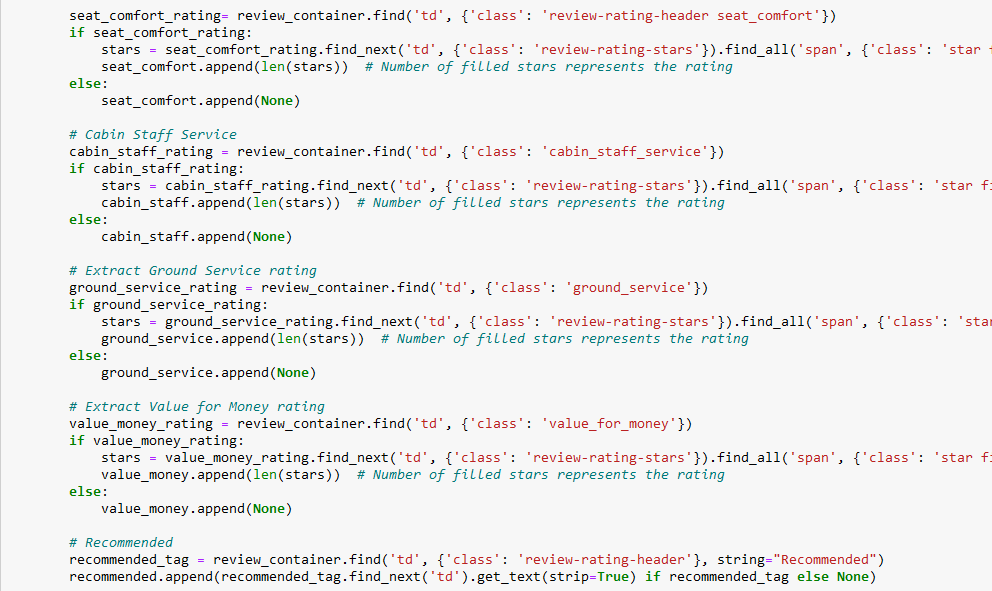 seat_comfort_rating= review_container.find('td', {'class': 'review-rating-header seat_comfort'})
if seat_comfort_rating:
stars = seat_comfort_rating.find_next('td', {'class': 'review-rating-stars'}).find_all('span', {'class': 'star
seat_comfort.append(len(stars))  # Number of filled stars represents the rating
else:
seat_comfort.append(None)
# Cabin Staff Service
cabin_staff_rating = review_container.find('td', {'class': 'cabin_staff_service'})
if cabin_staff_rating:
stars = cabin_staff_rating.find_next('td', {'class': 'review-rating-stars'}).find_all('span', {'class': 'star fi
cabin_staff.append(len(stars))  # Number of filled stars represents the rating
else:
cabin_staff.append(None)
# Extract Ground Service rating
ground_service_rating = review_container.find('td', {'class': 'ground_service'})
if ground_service_rating:
stars = ground_service_rating.find_next('td', {'class': 'review-rating-stars'}).find_all('span', {'class': 'star
ground_service.append(len(stars))  # Number of filled stars represents the rating
else:
ground_service.append(None)
# Extract Value for Money rating
value_money_rating = review_container.find('td', {'class': 'value_for_money'})
if value_money_rating:
stars = value_money_rating.find_next('td', {'class': 'review-rating-stars'}).find_all('span', {'class': 'star fi
value_money.append(len(stars))  # Number of filled stars represents the rating
else:
value_money.append(None)
# Recommended
recommended_tag = review_container.find('td', {'class': 'review-rating-header'}, string="Recommended")
recommended.append(recommended_tag.find_next('td').get_text(strip=True) if recommended_tag else None)